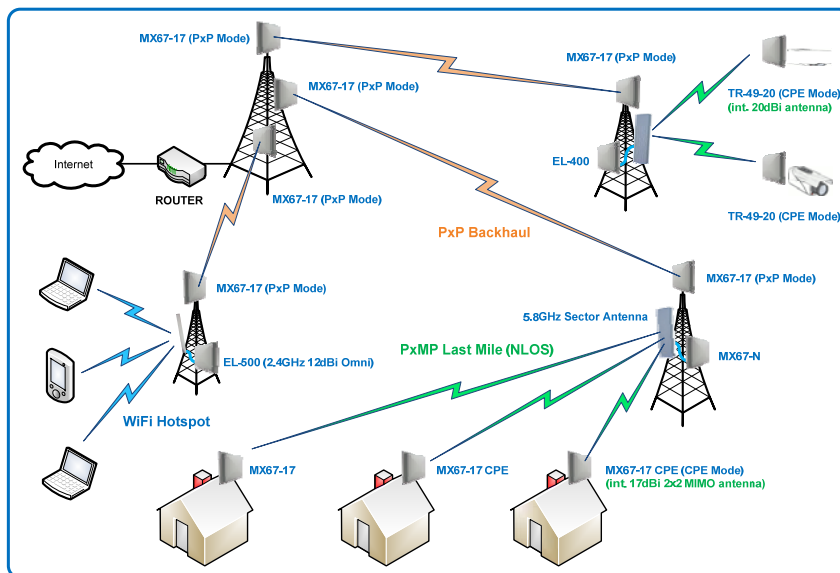 MX67-17 (PxP Mode)
MX67-17 (PxP Mode)
MX67-17 (PxP Mode)
TR-49-20 (CPE Mode)
(int. 20dBi antenna)
Internet
ROUTER
EL-400
MX67-17 (PxP Mode)
TR-49-20 (CPE Mode)
PxP Backhaul
MX67-17 (PxP Mode)
MX67-17 (PxP Mode)
5.8GHz Sector Antenna
EL-500 (2,4GHz 12dBi Omni)
PxMP Last Mile (NLOS)
MX67-N
WiFi Hotspot
MX67-17
MX67-17 CPE
MX67-17 CPE (CPE Mode)
(int. 17dBi 2x2 MIMO antenna)